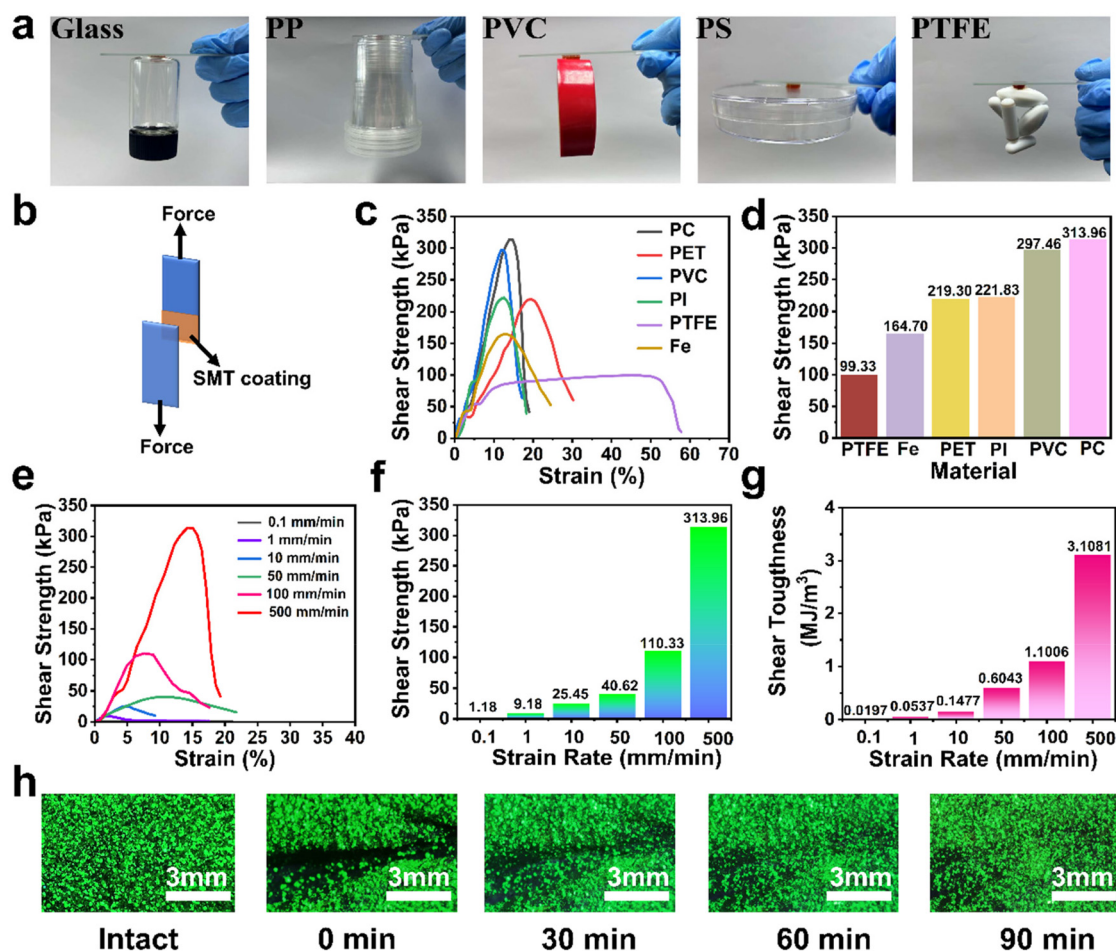 a
Glass
PP
PVC
PS
PTFE
b
Force
SMT coating
Force
c
Shear Strength (kPa)
350
300
250
200
150
100
50
0
0 10 20 30 40 50 60 70
Strain (%)
PC
PET
PVC
PI
PTFE
Fe
d
Shear Strength (kPa)
350
300
250
200
150
100
50
0
99.33
164.70
219.30
221.83
297.46
313.96
PTFE Fe PET PI PVC PC
Material
e
Shear Strength (kPa)
350
300
250
200
150
100
50
0
0 5 10 15 20 25 30 35 40
Strain (%)
0.1 mm/min
1 mm/min
10 mm/min
50 mm/min
100 mm/min
500 mm/min
f
Shear Strength (kPa)
350
300
250
200
150
100
50
0
1.18
9.18
25.45
40.62
110.33
313.96
0.1 1 10 50 100 500
Strain Rate (mm/min)
g
Shear Tougthness
(MJ/m³)
4
3
2
1
0
0.0197
0.0537
0.1477
0.6043
1.1006
3.1081
0.1 1 10 50 100 500
Strain Rate (mm/min)
h
3mm
3mm
3mm
3mm
3mm
Intact
0 min
30 min
60 min
90 min